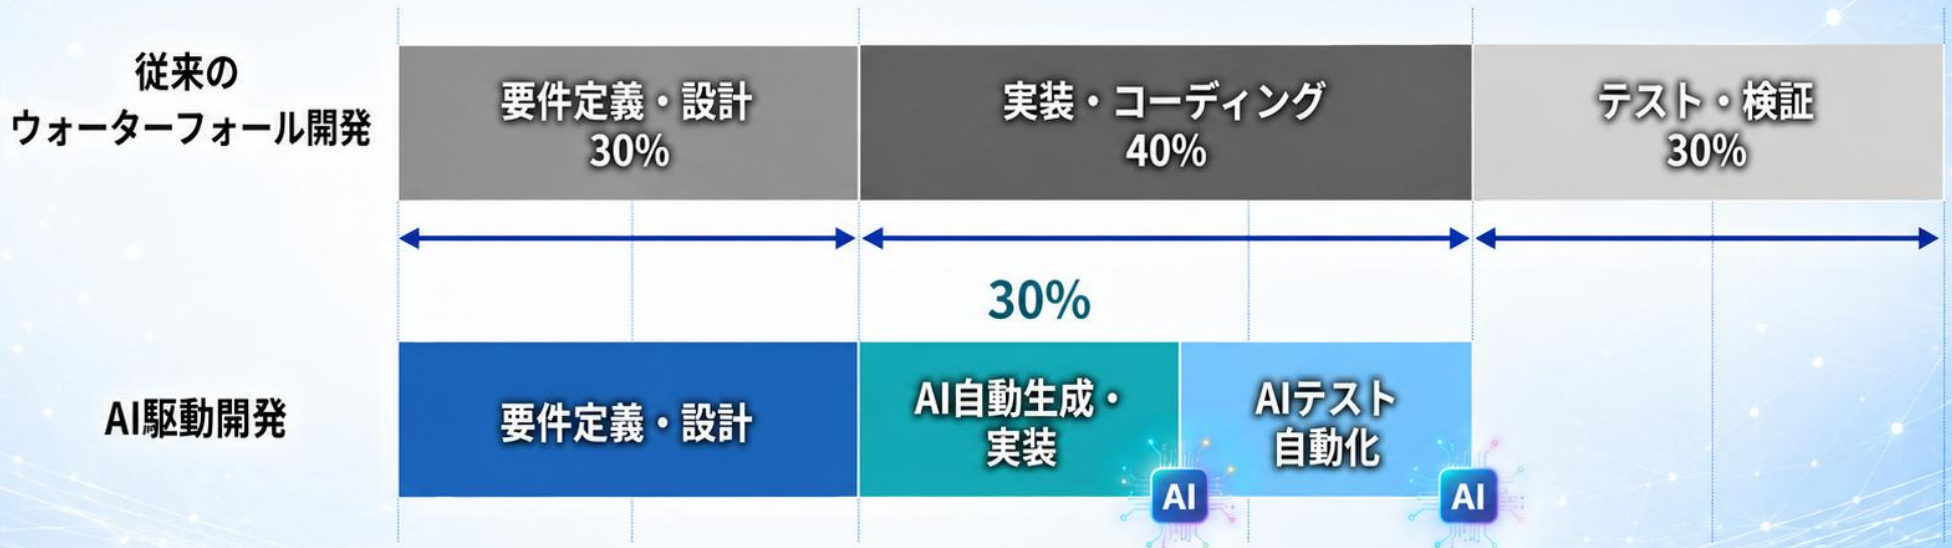 従来の
ウォーターフォール開発
要件定義・設計
30%
実装・コーディング
40%
テスト・検証
30%
30%
AI駆動開発
要件定義・設計
AI自動生成・
実装
AIテスト
自動化
AI
AI